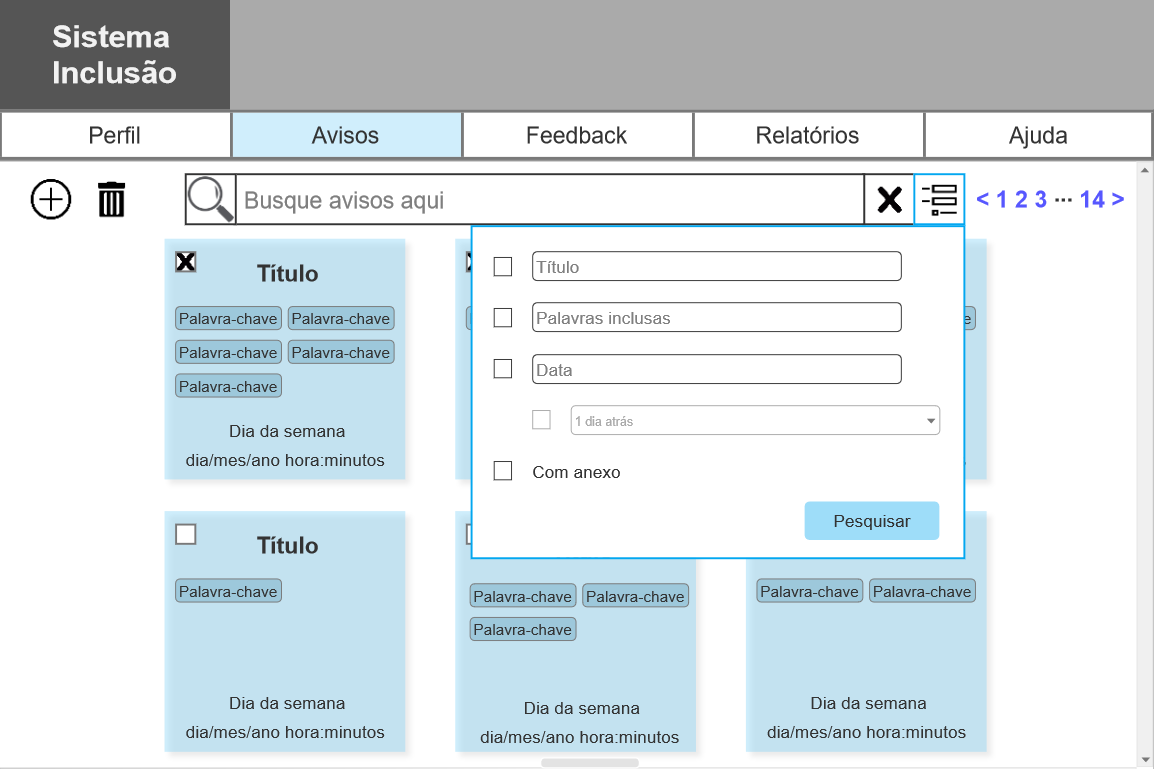 Sistema
Inclusão
Perfil
Avisos
Feedback
Relatórios
Ajuda
Busque avisos aqui
< 1 2 3 ··· 14 >
Título
Palavra-chave Palavra-chave
Palavra-chave Palavra-chave
Palavra-chave
Dia da semana
dia/mes/ano hora:minutos
Título
Palavras inclusas
Data
1 dia atrás
Com anexo
Pesquisar
Título
Palavra-chave
Dia da semana
dia/mes/ano hora:minutos
Palavra-chave Palavra-chave
Palavra-chave
Dia da semana
dia/mes/ano hora:minutos
Palavra-chave Palavra-chave
Dia da semana
dia/mes/ano hora:minutos